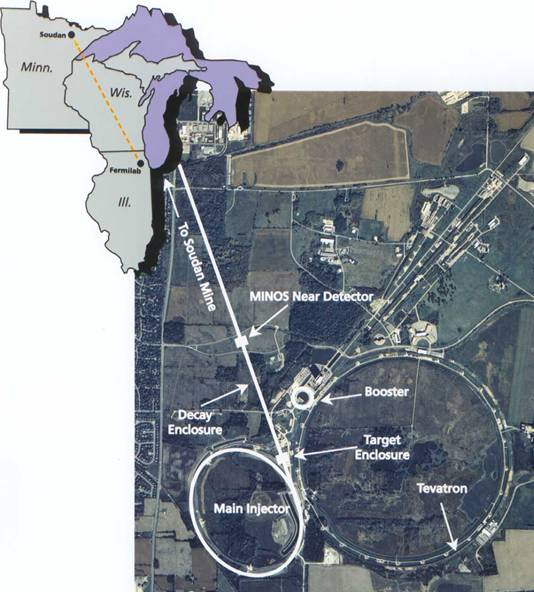 Soudan
Minn.
Wis.
Fermilab
Ill.
To Soudan Mine
MINOS Near Detector
Booster
Decay
Enclosure
Target
Enclosure
Tevatron
Main Injector